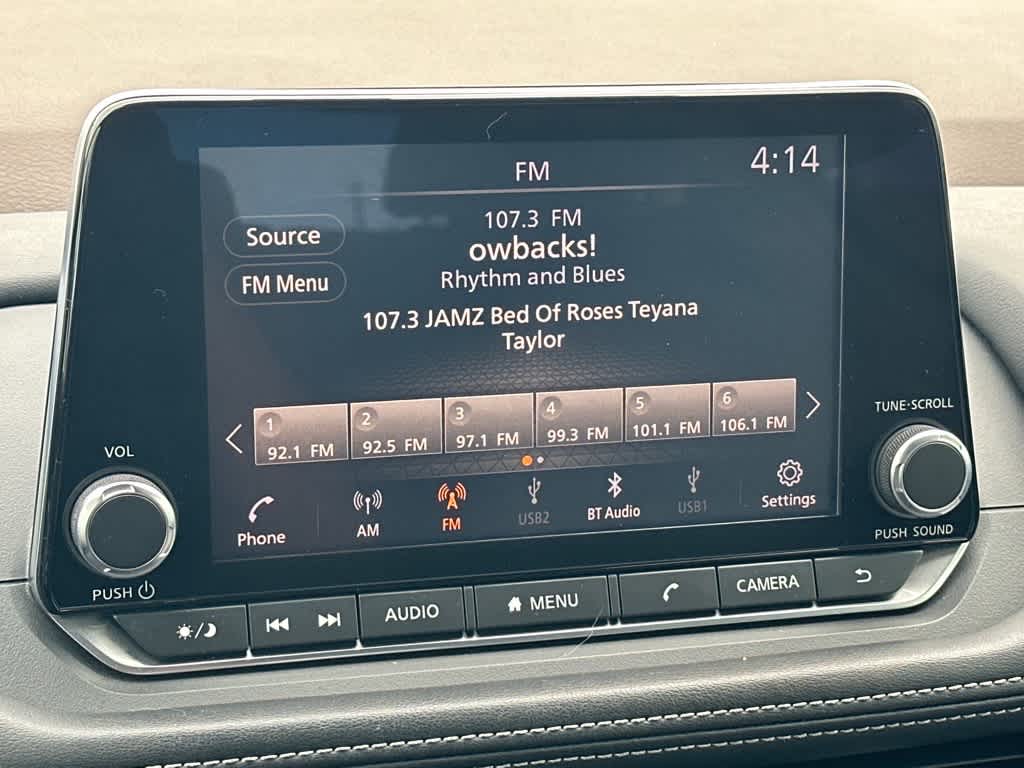 FM
4:14
107.3 FM
owbacks!
Rhythm and Blues
Source
FM Menu
107.3 JAMZ Bed Of Roses Teyana
Taylor
1
92.1 FM
2
92.5 FM
3
97.1 FM
4
99.3 FM
5
101.1 FM
6
106.1 FM
Phone
AM
FM
USB2
BT Audio
USB1
Settings
VOL
PUSH
TUNE·SCROLL
PUSH SOUND
AUDIO
MENU
CAMERA